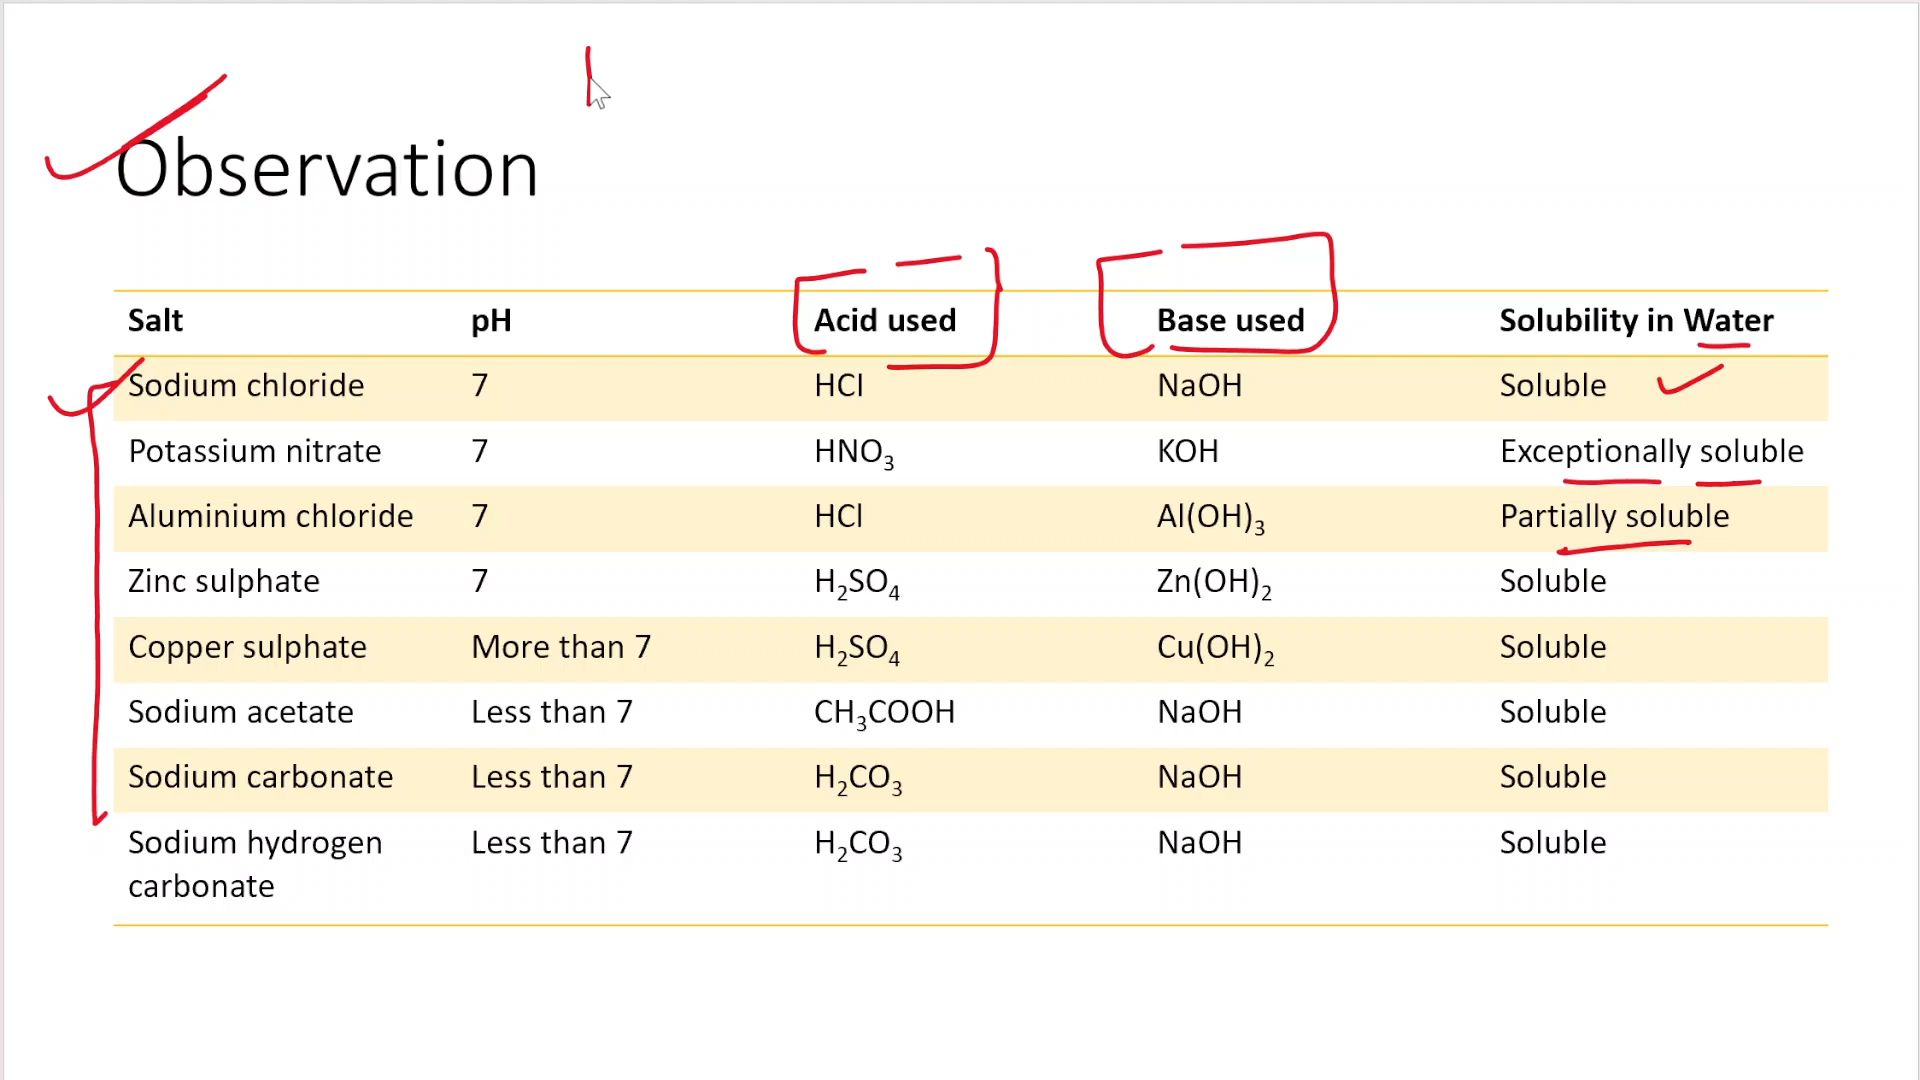 Observation
Salt pH Acid used Base used Solubility in Water
Sodium chloride 7 HCl NaOH Soluble
Potassium nitrate 7 HNO₃ KOH Exceptionally soluble
Aluminium chloride 7 HCl Al(OH)₃ Partially soluble
Zinc sulphate 7 H₂SO₄ Zn(OH)₂ Soluble
Copper sulphate More than 7 H₂SO₄ Cu(OH)₂ Soluble
Sodium acetate Less than 7 CH₃COOH NaOH Soluble
Sodium carbonate Less than 7 H₂CO₃ NaOH Soluble
Sodium hydrogen Less than 7 H₂CO₃ NaOH Soluble
carbonate